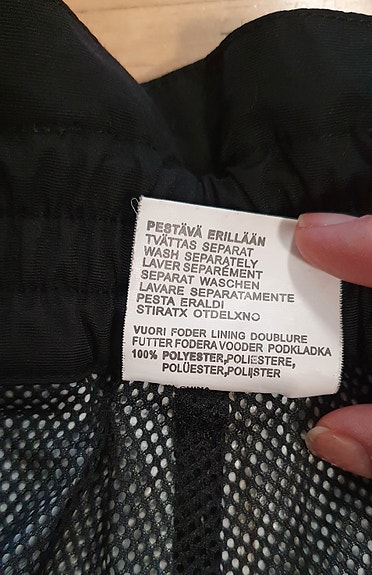 PESTÄVÄ ERILLÄÄN
TVÄTTAS SEPARAT
WASH SEPARATELY
LAVER SEPARÉMENT
SEPARAT WASCHEN
LAVARE SEPARATAMENTE
PESTA ERALDI
STIRATX OTDELXNO
VUORI FODER LINING DOUBLURE
FUTTER FODERA VOODER PODKLADKA
100% POLYESTER,POLIESTERE,
POLÜESTER,POLIJSTER